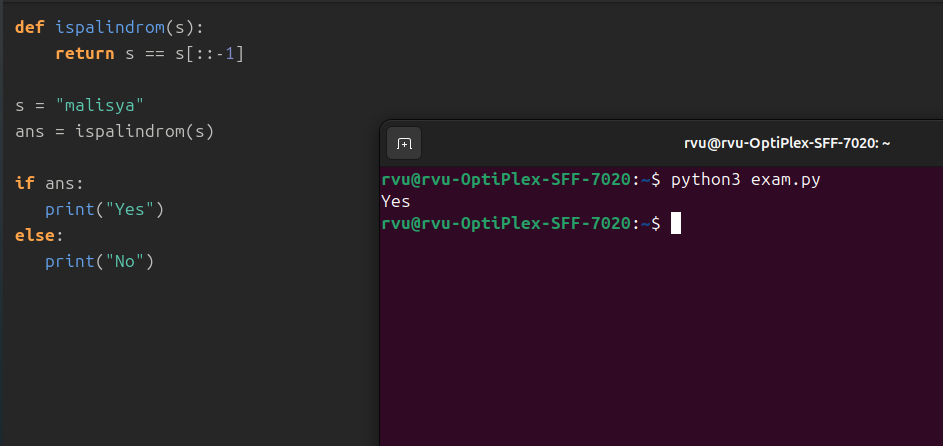 def ispalindrom(s):
    return s == s[::-1]
s = "malisya"
ans = ispalindrom(s)
if ans:
   print("Yes")
else:
   print("No")
rvu@rvu-OptiPlex-SFF-7020: ~
rvu@rvu-OptiPlex-SFF-7020:~$ python3 exam.py
Yes
rvu@rvu-OptiPlex-SFF-7020:~$